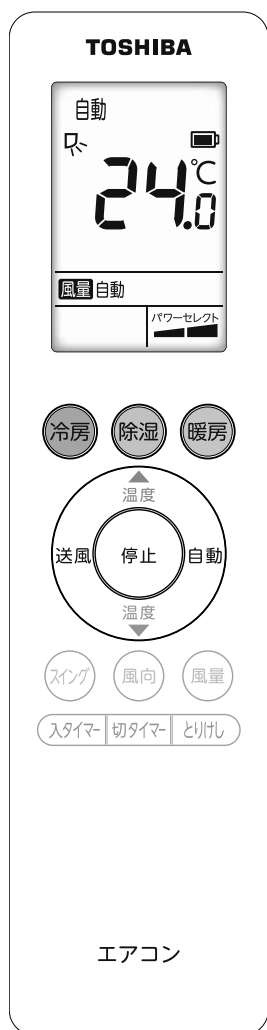 TOSHIBA
自動
24.0℃
風量 自動
パワーセレクト
冷房 除湿 暖房
温度
送風 停止 自動
温度
スイング 風向 風量
入タイマー 切タイマー とりけし
エアコン